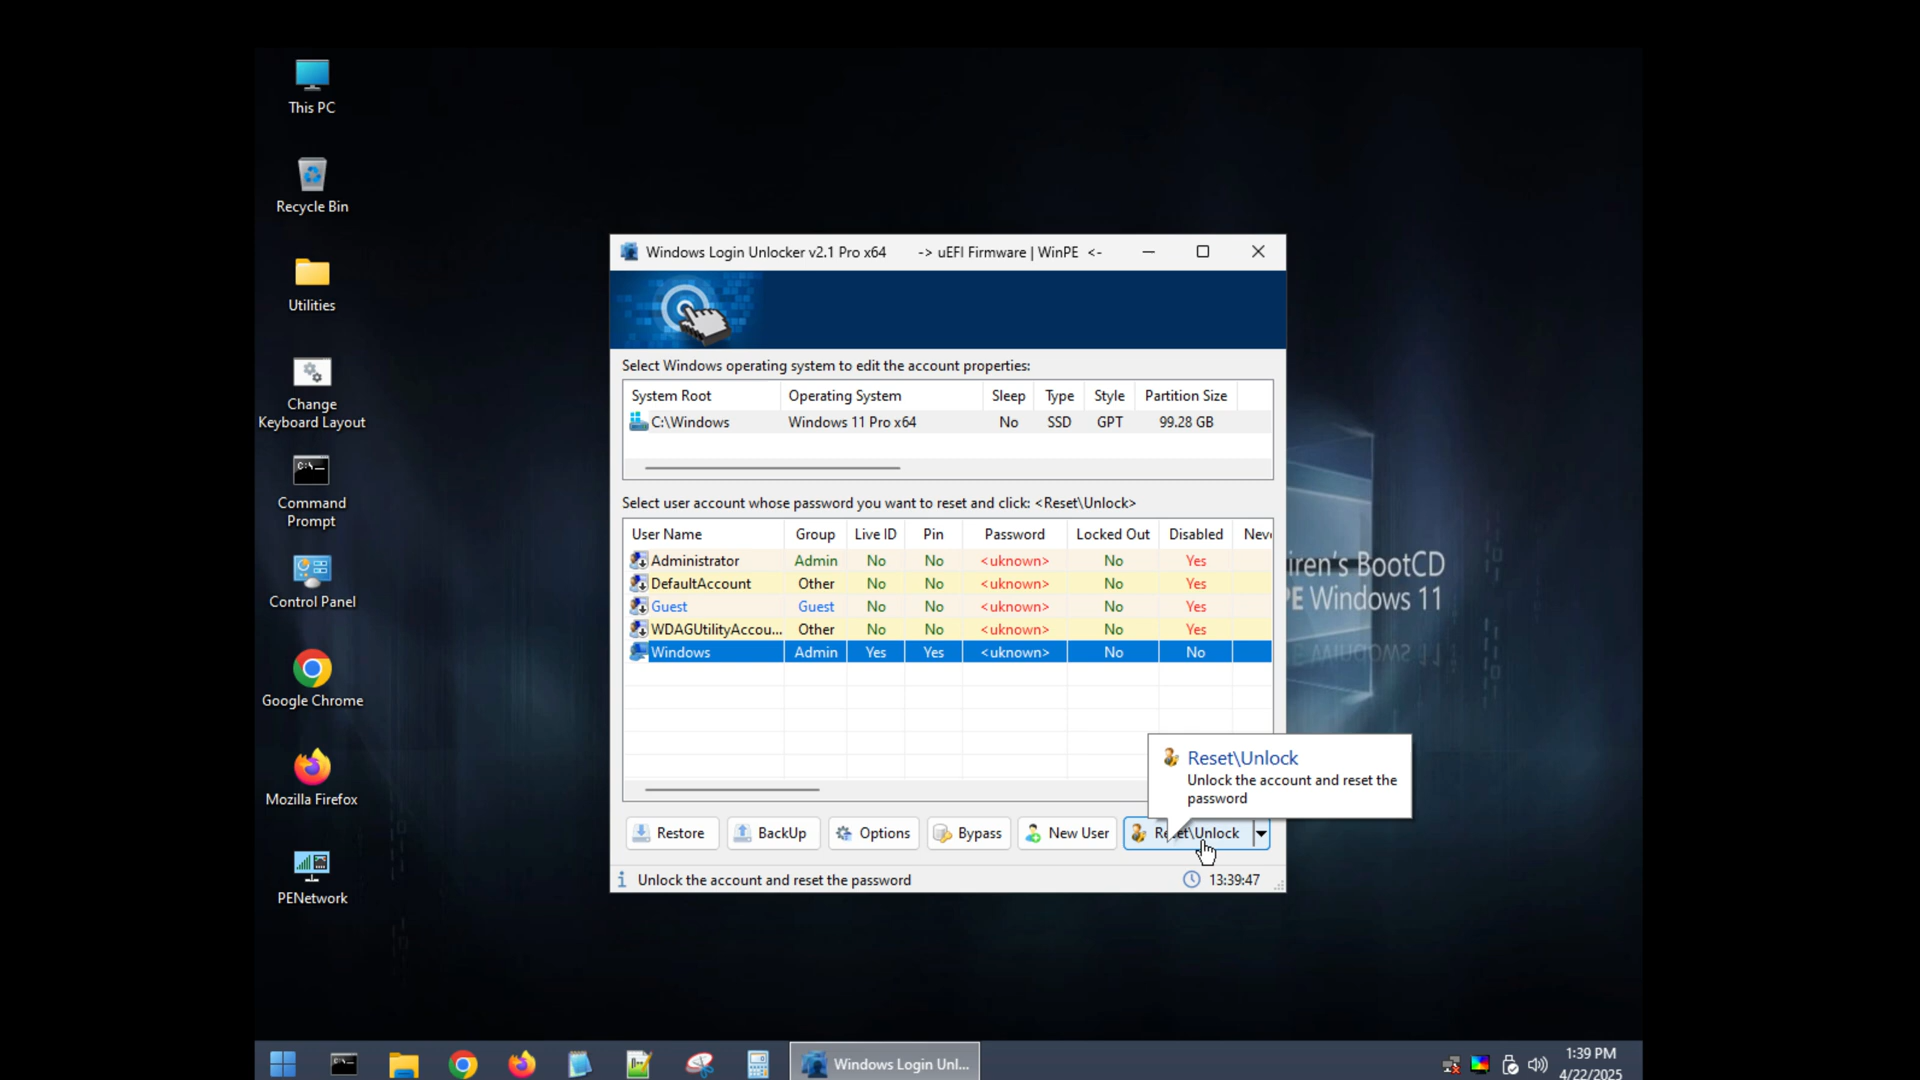 This PC
Recycle Bin
Utilities
Change
Keyboard Layout
C:\
Command
Prompt
Control Panel
Google Chrome
Mozilla Firefox
PENetwork
Windows Login Unlocker v2.1 Pro x64 -> uEFI Firmware | WinPE <-
Select Windows operating system to edit the account properties:
System Root Operating System Sleep Type Style Partition Size
C:\Windows Windows 11 Pro x64 No SSD GPT 99.28 GB
Select user account whose password you want to reset and click: <Reset\Unlock>
User Name Group Live ID Pin Password Locked Out Disabled Nev
Administrator Admin No No <uknown> No Yes
DefaultAccount Other No No <uknown> No Yes
Guest Guest No No <uknown> No Yes
WDAGUtilityAccou... Other No No <uknown> No Yes
Windows Admin Yes Yes <uknown> No No
Reset\Unlock
Unlock the account and reset the
password
Restore BackUp Options Bypass New User Reset\Unlock
Unlock the account and reset the password 13:39:47
iren's BootCD
PE Windows 11
Windows Login Unl...
1:39 PM
4/22/2025